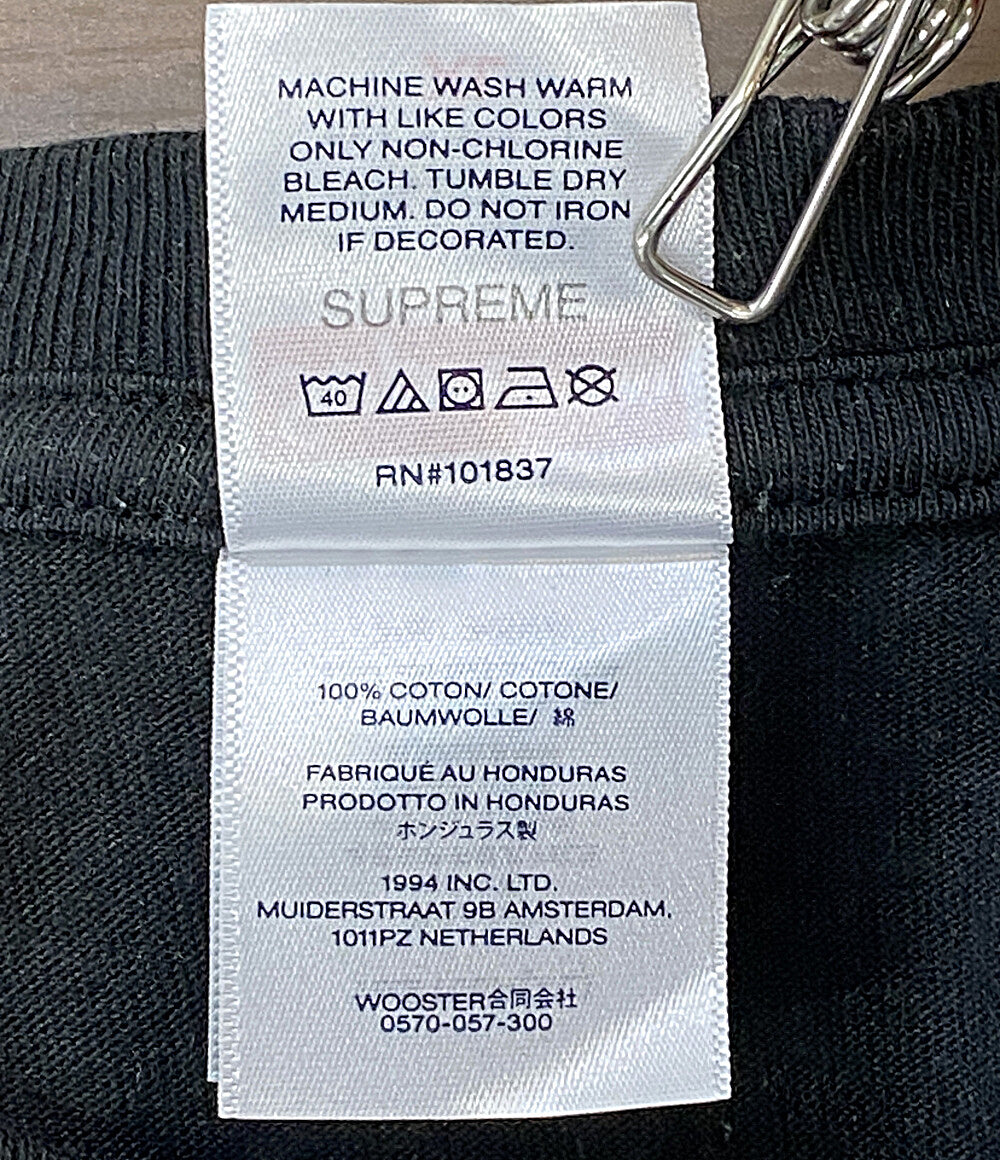 MACHINE WASH WARM
WITH LIKE COLORS
ONLY NON-CHLORINE
BLEACH. TUMBLE DRY
MEDIUM. DO NOT IRON
IF DECORATED.
SUPREME
40
RN#101837
100% COTON/ COTONE/
BAUMWOLLE/ 綿
FABRIQUÉ AU HONDURAS
PRODOTTO IN HONDURAS
ホンジュラス製
1994 INC. LTD.
MUIDERSTRAAT 9B AMSTERDAM,
1011PZ NETHERLANDS
WOOSTER合同会社
0570-057-300